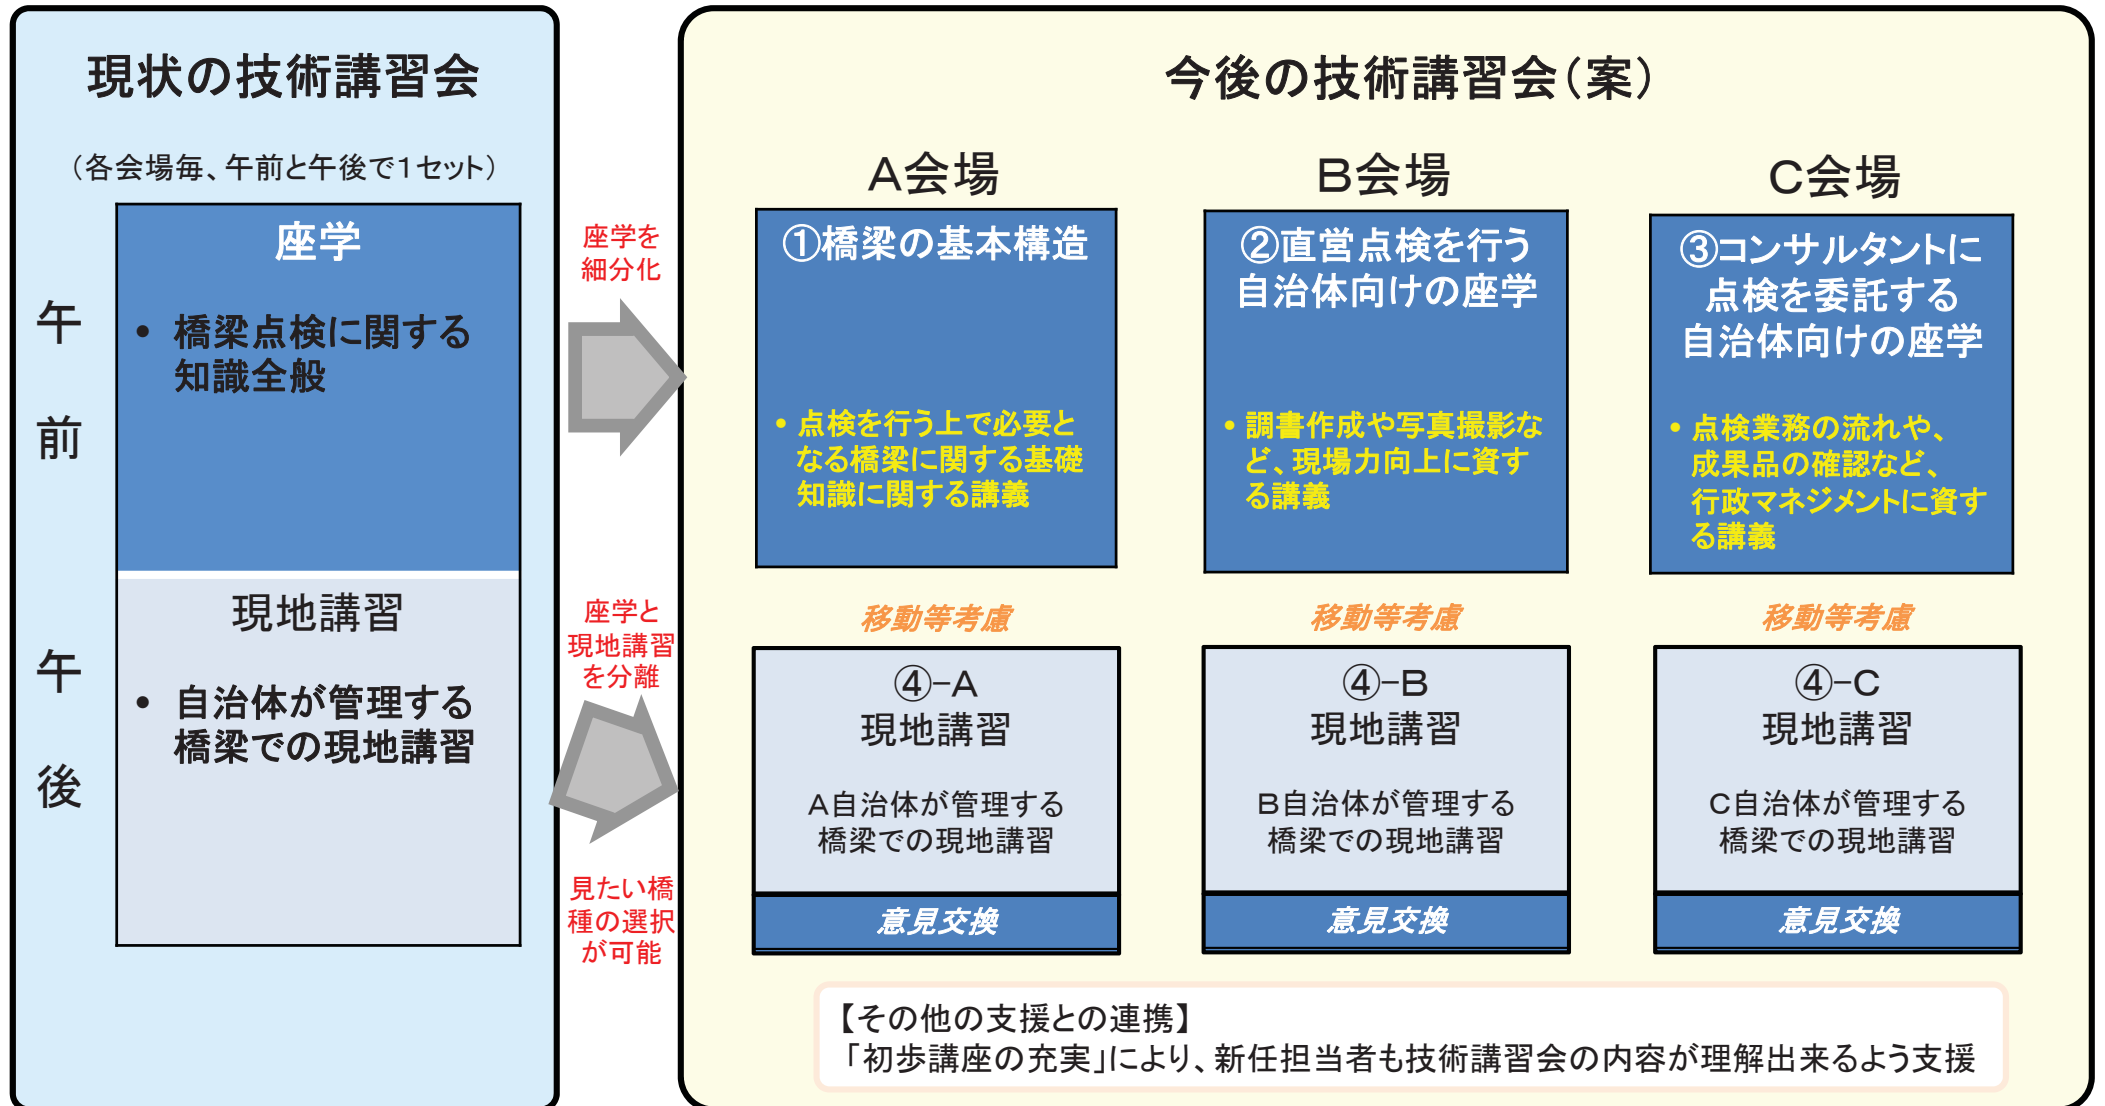 現状の技術講習会
（各会場毎、午前と午後で1セット）
午前
座学
• 橋梁点検に関する
知識全般
午後
現地講習
• 自治体が管理する
橋梁での現地講習
座学を
細分化
座学と
現地講習
を分離
見たい橋
種の選択
が可能
今後の技術講習会（案）
A会場
①橋梁の基本構造
• 点検を行う上で必要と
なる橋梁に関する基礎
知識に関する講義
移動等考慮
④-A
現地講習
A自治体が管理する
橋梁での現地講習
意見交換
B会場
②直営点検を行う
自治体向けの座学
• 調書作成や写真撮影な
ど、現場力向上に資す
る講義
移動等考慮
④-B
現地講習
B自治体が管理する
橋梁での現地講習
意見交換
C会場
③コンサルタントに
点検を委託する
自治体向けの座学
• 点検業務の流れや、
成果品の確認など、
行政マネジメントに資す
る講義
移動等考慮
④-C
現地講習
C自治体が管理する
橋梁での現地講習
意見交換
【その他の支援との連携】
「初歩講座の充実」により、新任担当者も技術講習会の内容が理解出来るよう支援